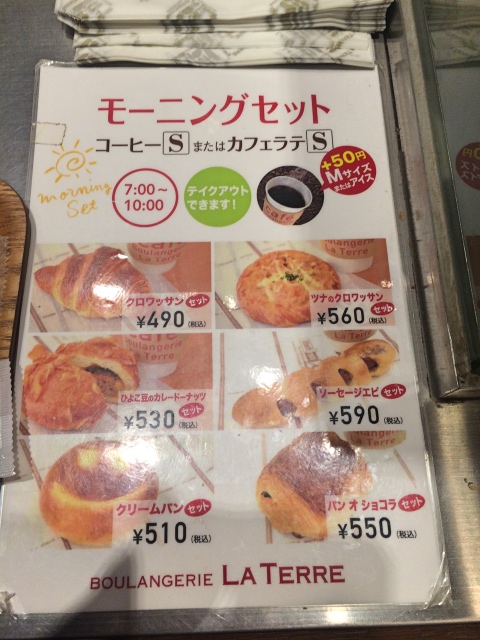 モーニングセット
コーヒー S または カフェラテ S
+50円
Mサイズ
またはアイス
morning
Set
7:00〜
10:00
テイクアウト
できます!
クロワッサン セット
¥490 (税込)
ツナのクロワッサン セット
¥560 (税込)
ひよこ豆のカレードーナッツ セット
¥530 (税込)
ソーセージエピ セット
¥590 (税込)
クリームパン セット
¥510 (税込)
パン オ ショコラ セット
¥550 (税込)
BOULANGERIE LA TERRE